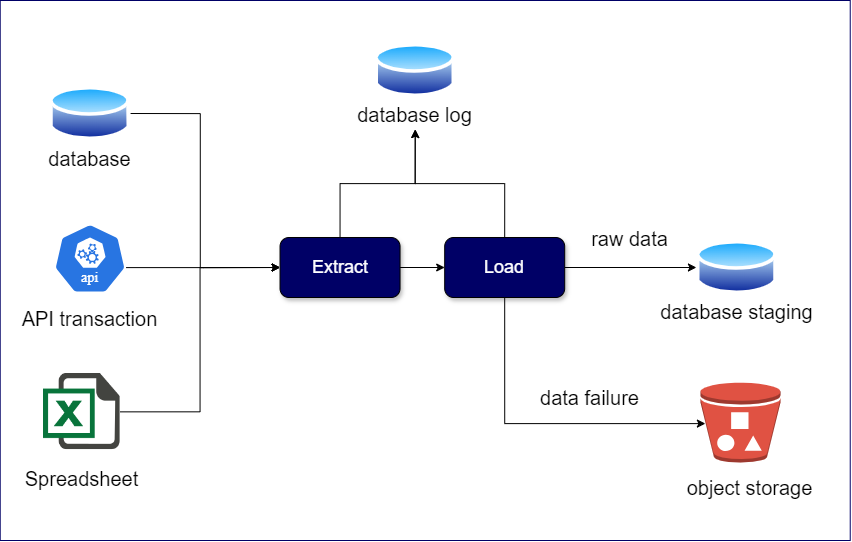 database log
database
raw data
Extract
Load
api
API transaction
database staging
data failure
X
Spreadsheet
object storage